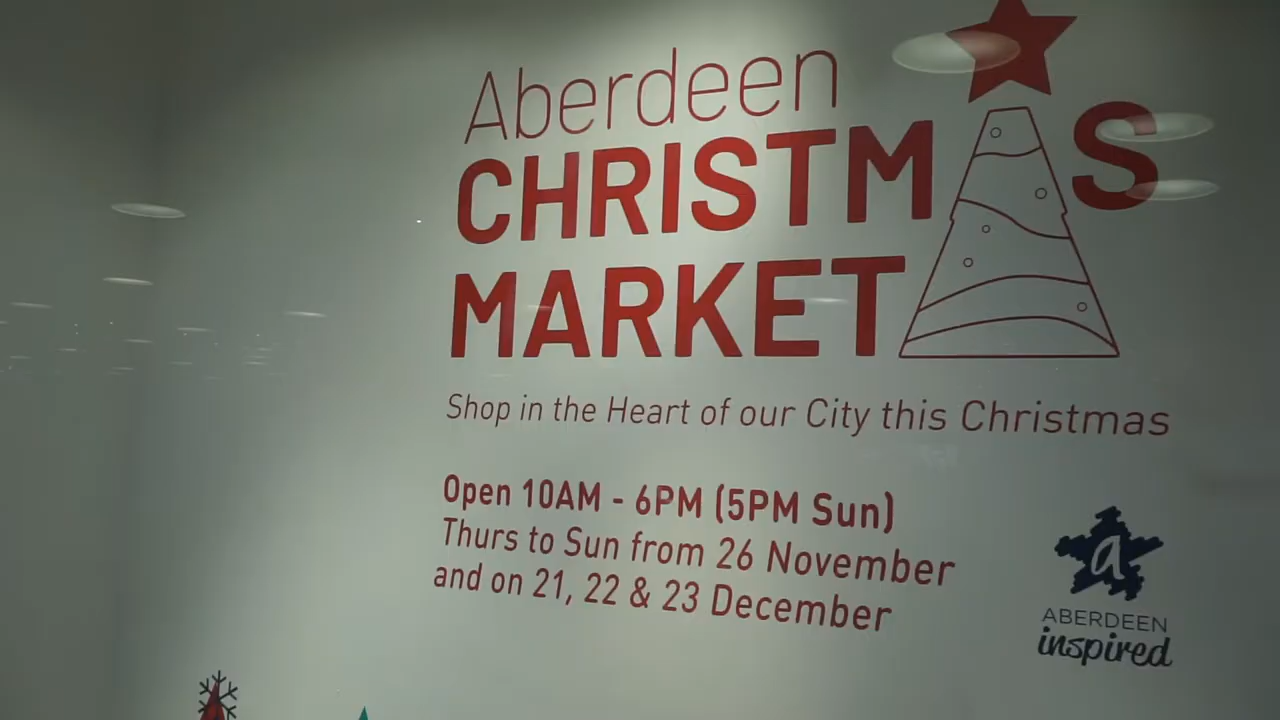 Aberdeen
CHRISTMAS
MARKET
Shop in the Heart of our City this Christmas
Open 10AM - 6PM (5PM Sun)
Thurs to Sun from 26 November
and on 21, 22 & 23 December
a
ABERDEEN
inspired